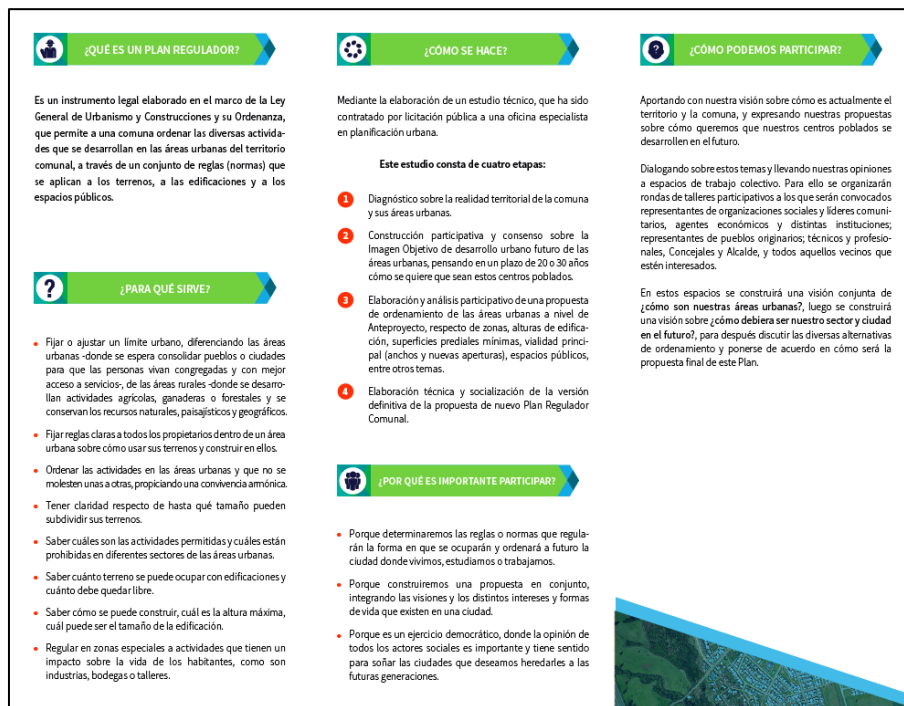 ¿QUÉ ES UN PLAN REGULADOR?
Es un instrumento legal elaborado en el marco de la Ley
General de Urbanismo y Construcciones y su Ordenanza,
que permite a una comuna ordenar las diversas activida-
des que se desarrollan en las áreas urbanas del territorio
comunal, a través de un conjunto de reglas (normas) que
se aplican a los terrenos, a las edificaciones y a los
espacios públicos.
¿PARA QUÉ SIRVE?
• Fijar o ajustar un límite urbano, diferenciando las áreas
urbanas -donde se espera consolidar pueblos o ciudades
para que las personas vivan congregadas y con mejor
acceso a servicios-, de las áreas rurales -donde se desarro-
llan actividades agrícolas, ganaderas o forestales y se
conservan los recursos naturales, paisajísticos y geográficos.
• Fijar reglas claras a todos los propietarios dentro de un área
urbana sobre cómo usar sus terrenos y construir en ellos.
• Ordenar las actividades en las áreas urbanas y que no se
molesten unas a otras, propiciando una convivencia armónica.
• Tener claridad respecto de hasta qué tamaño pueden
subdividir sus terrenos.
• Saber cuáles son las actividades permitidas y cuáles están
prohibidas en diferentes sectores de las áreas urbanas.
• Saber cuánto terreno se puede ocupar con edificaciones y
cuánto debe quedar libre.
• Saber cómo se puede construir, cuál es la altura máxima,
cuál puede ser el tamaño de la edificación.
• Regular en zonas especiales a actividades que tienen un
impacto sobre la vida de los habitantes, como son
industrias, bodegas o talleres.
¿CÓMO SE HACE?
Mediante la elaboración de un estudio técnico, que ha sido
contratado por licitación pública a una oficina especialista
en planificación urbana.
Este estudio consta de cuatro etapas:
1 Diagnóstico sobre la realidad territorial de la comuna
y sus áreas urbanas.
2 Construcción participativa y consenso sobre la
Imagen Objetivo de desarrollo urbano futuro de las
áreas urbanas, pensando en un plazo de 20 o 30 años
cómo se quiere que sean estos centros poblados.
3 Elaboración y análisis participativo de una propuesta
de ordenamiento de las áreas urbanas a nivel de
Anteproyecto, respecto de zonas, alturas de edifica-
ción, superficies prediales mínimas, vialidad princi-
pal (anchos y nuevas aperturas), espacios públicos,
entre otros temas.
4 Elaboración técnica y socialización de la versión
definitiva de la propuesta de nuevo Plan Regulador
Comunal.
¿POR QUÉ ES IMPORTANTE PARTICIPAR?
• Porque determinaremos las reglas o normas que regula-
rán la forma en que se ocuparán y ordenará a futuro la
ciudad donde vivimos, estudiamos o trabajamos.
• Porque construiremos una propuesta en conjunto,
integrando las visiones y los distintos intereses y formas
de vida que existen en una ciudad.
• Porque es un ejercicio democrático, donde la opinión de
todos los actores sociales es importante y tiene sentido
para soñar las ciudades que deseamos heredarles a las
futuras generaciones.
¿CÓMO PODEMOS PARTICIPAR?
Aportando con nuestra visión sobre cómo es actualmente el
territorio y la comuna, y expresando nuestras propuestas
sobre cómo queremos que nuestros centros poblados se
desarrollen en el futuro.
Dialogando sobre estos temas y llevando nuestras opiniones
a espacios de trabajo colectivo. Para ello se organizarán
rondas de talleres participativos a los que serán convocados
representantes de organizaciones sociales y líderes comuni-
tarios, agentes económicos y distintas instituciones;
representantes de pueblos originarios; técnicos y profesio-
nales, Concejales y Alcalde, y todos aquellos vecinos que
estén interesados.
En estos espacios se construirá una visión conjunta de
¿cómo son nuestras áreas urbanas?, luego se construirá
una visión sobre ¿cómo debiera ser nuestro sector y ciudad
en el futuro?, para después discutir las diversas alternativas
de ordenamiento y ponerse de acuerdo en cómo será la
propuesta final de este Plan.